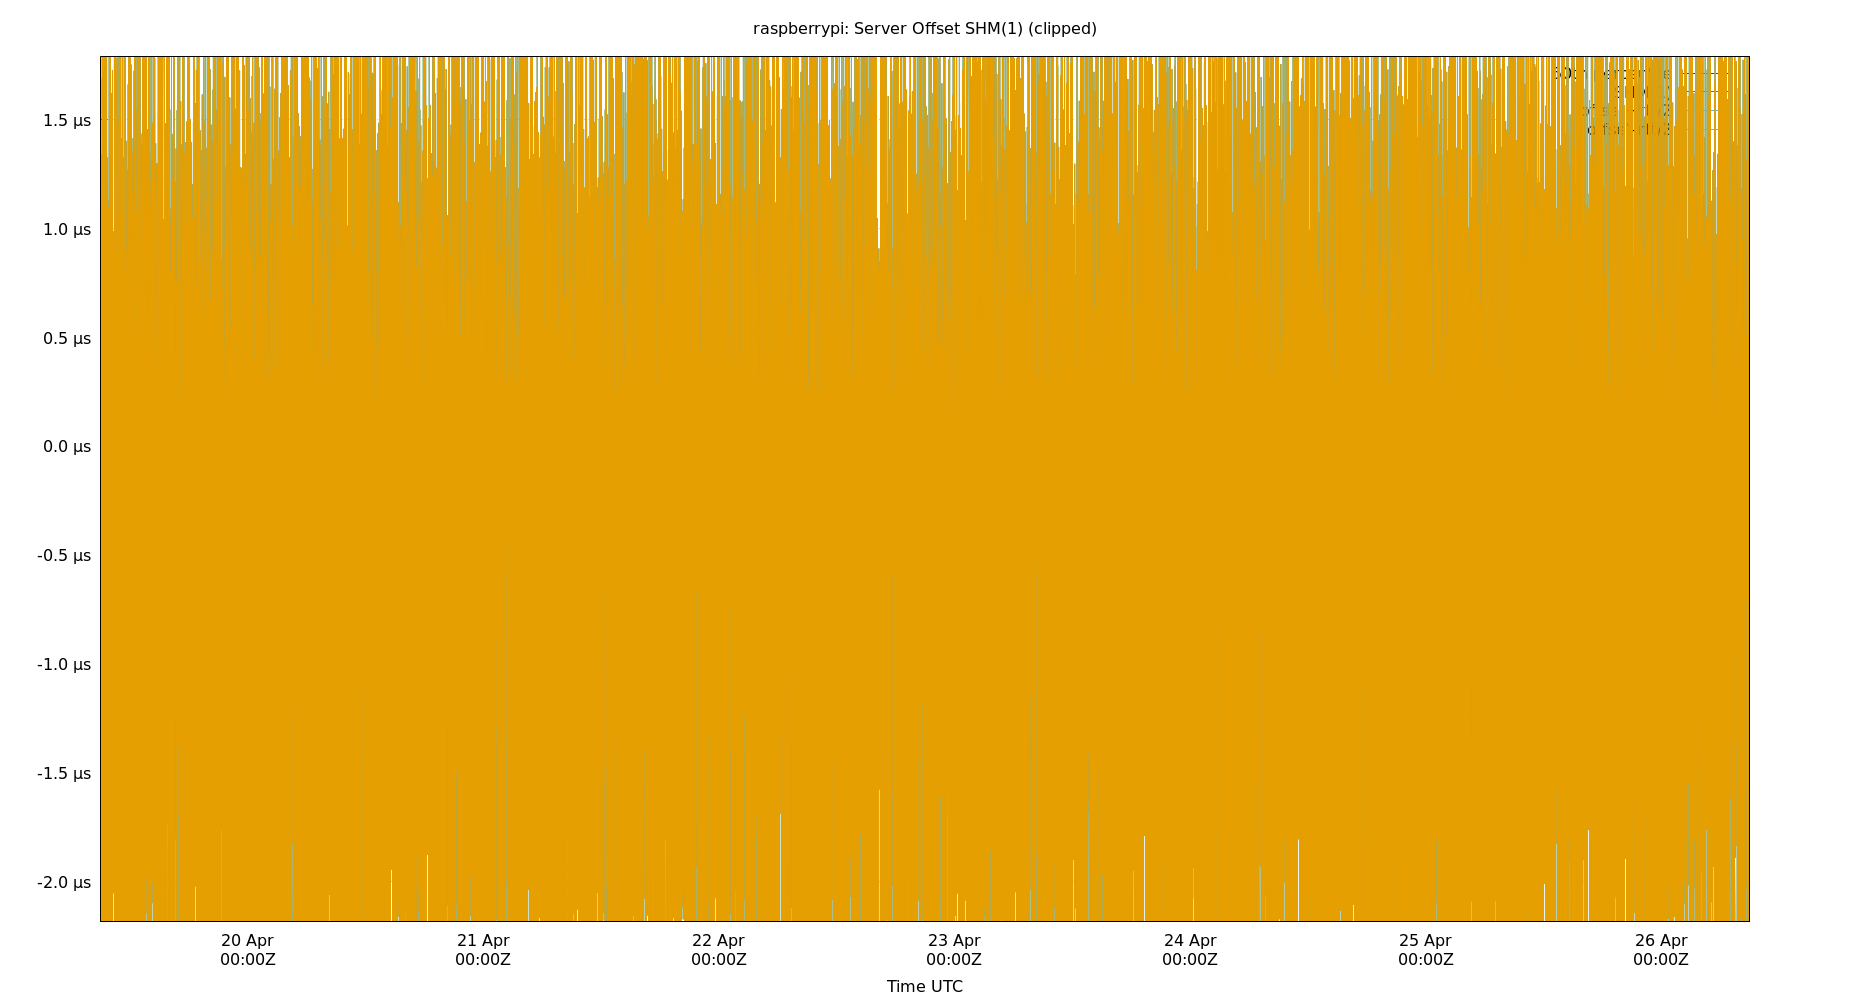 raspberrypi: Server Offset SHM(1) (clipped)
1.5 µs
1.0 µs
0.5 µs
0.0 µs
-0.5 µs
-1.0 µs
-1.5 µs
-2.0 µs
20 Apr 21 Apr 22 Apr 23 Apr 24 Apr 25 Apr 26 Apr
00:00Z 00:00Z 00:00Z 00:00Z 00:00Z 00:00Z 00:00Z
Time UTC